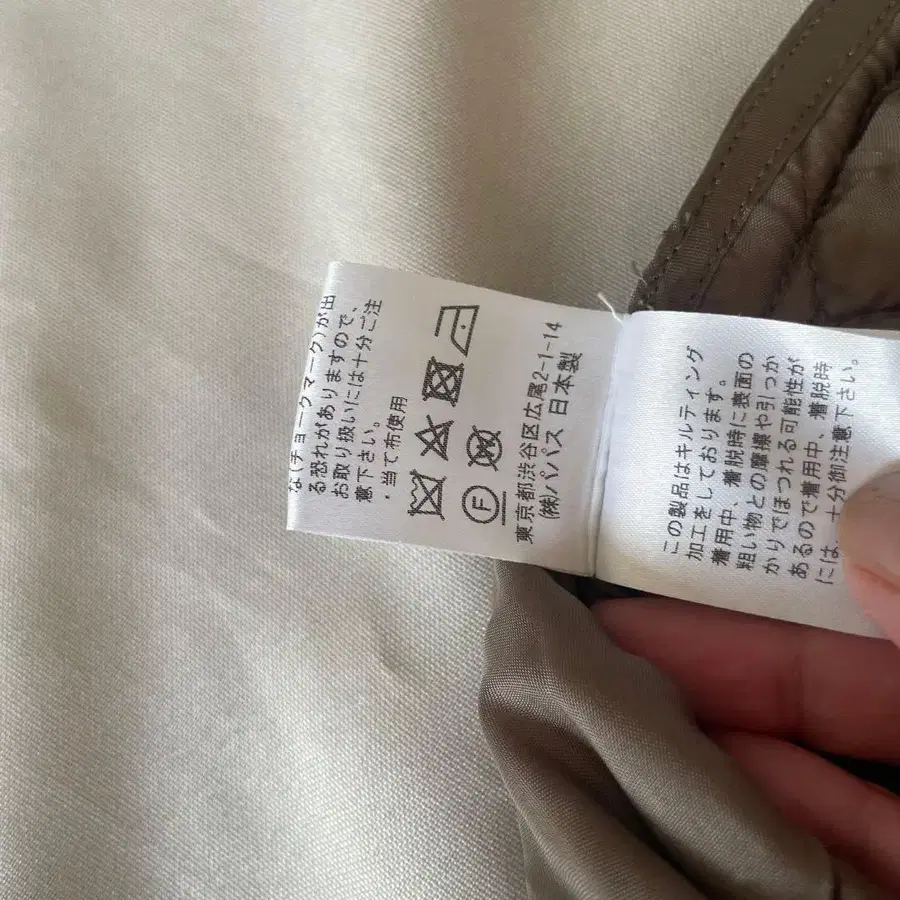 な(チョークマーク)が出
る恐れがありますので、
お取り扱いには十分ご注
意下さい。
・当て布使用
F
東京都渋谷区広尾2-1-14
(株)パパス 日本製
この製品はキルティング
加工をしております。
着用中、着脱時に表面の
粗い物との摩擦や引っか
かりでほつれる可能性が
あるので着用中、着脱時
には、十分御注意下さい。